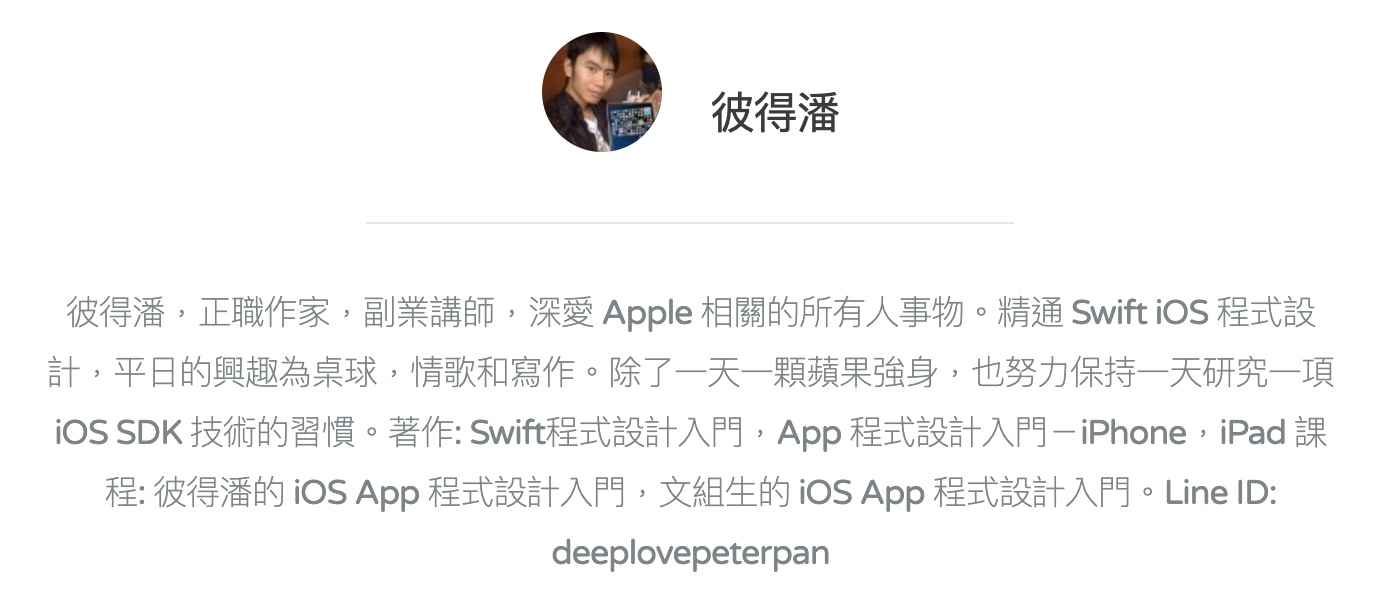 彼得潘
彼得潘，正職作家，副業講師，深愛 Apple 相關的所有人事物。精通 Swift iOS 程式設
計，平日的興趣為桌球，情歌和寫作。除了一天一顆蘋果強身，也努力保持一天研究一項
iOS SDK 技術的習慣。著作: Swift程式設計入門，App 程式設計入門－iPhone，iPad 課
程: 彼得潘的 iOS App 程式設計入門，文組生的 iOS App 程式設計入門。Line ID:
deeplovepeterpan